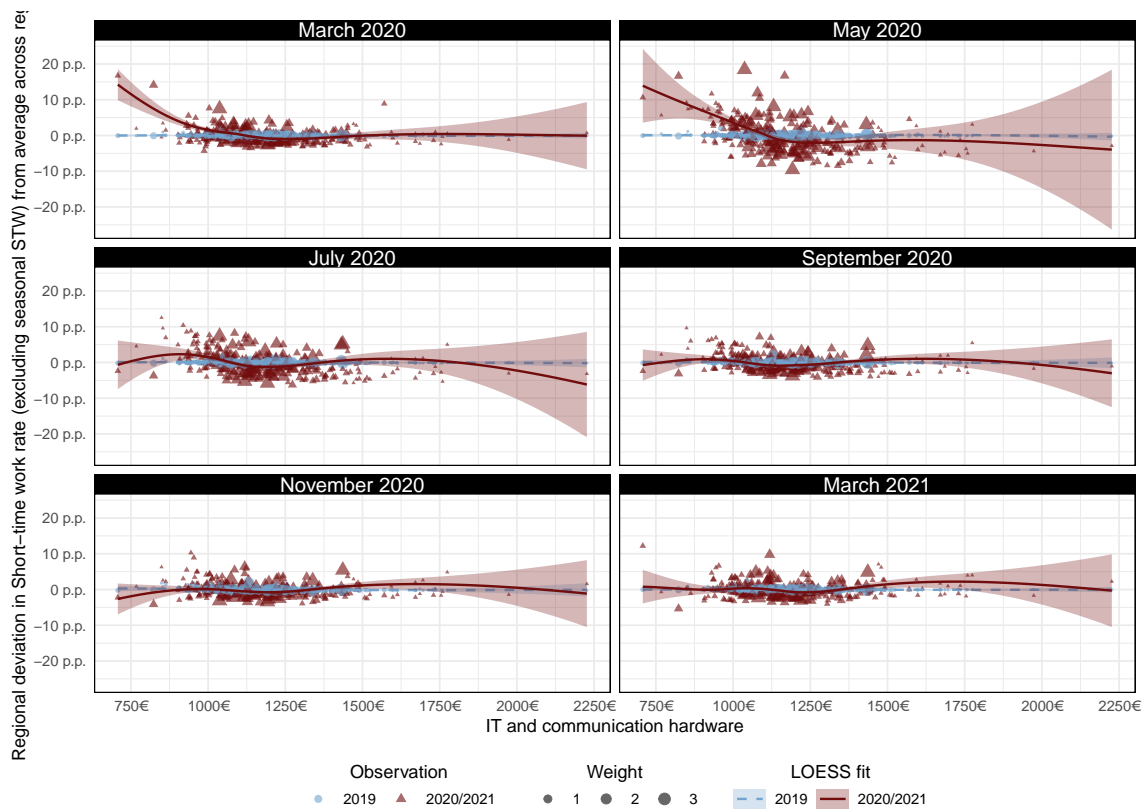 Regional deviation in Short−time work rate (excluding seasonal STW) from average across
March 2020
May 2020
20 p.p.
10 p.p.
0 p.p.
−10 p.p.
−20 p.p.
July 2020
September 2020
20 p.p.
10 p.p.
0 p.p.
−10 p.p.
−20 p.p.
November 2020
March 2021
20 p.p.
10 p.p.
0 p.p.
−10 p.p.
−20 p.p.
750€ 1000€ 1250€ 1500€ 1750€ 2000€ 2250€ 750€ 1000€ 1250€ 1500€ 1750€ 2000€ 2250€
IT and communication hardware
Observation Weight LOESS fit
2019 2020/2021 1 2 3 2019 2020/2021